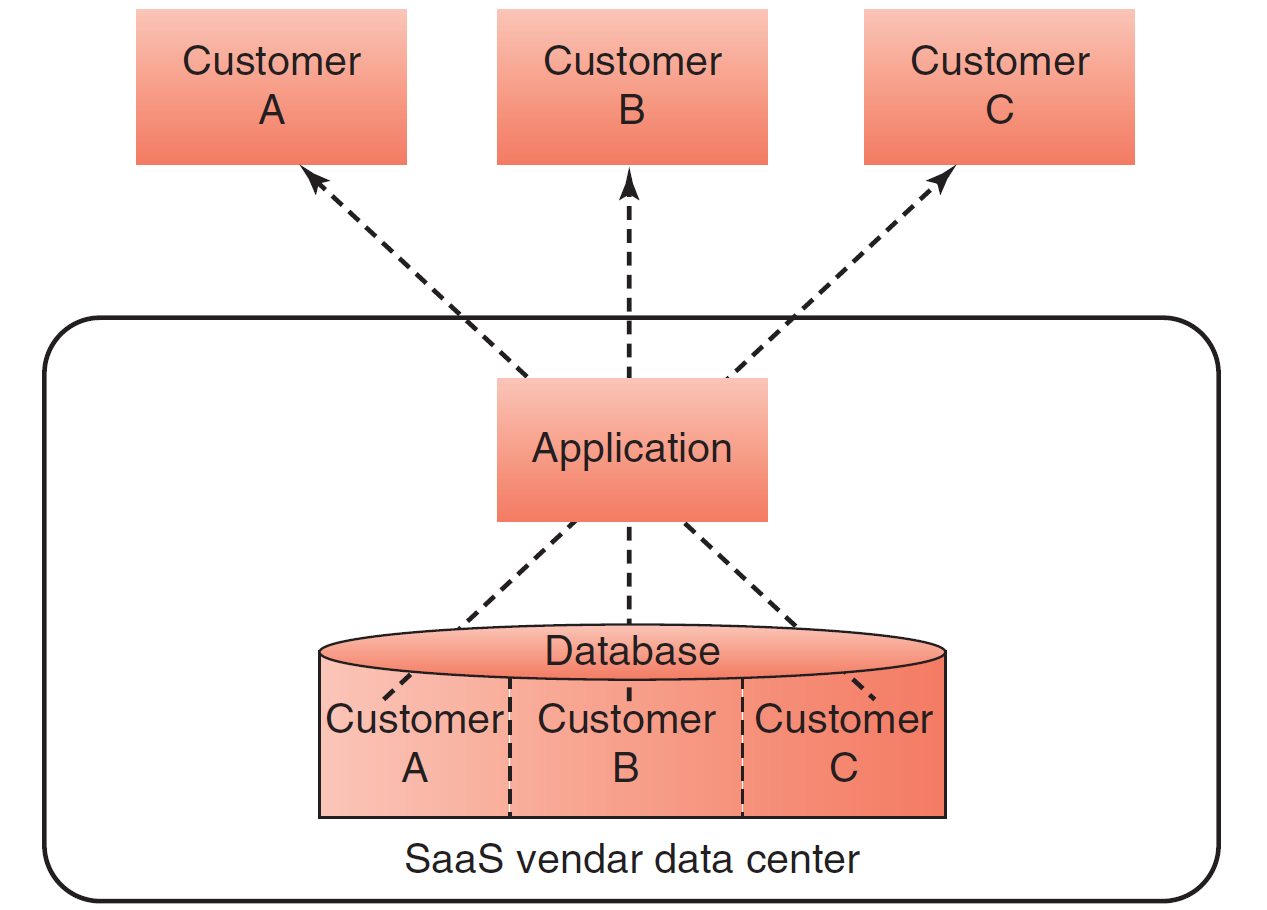 Customer
A
Customer
B
Customer
C
Application
Database
Customer
A
Customer
B
Customer
C
SaaS vendar data center